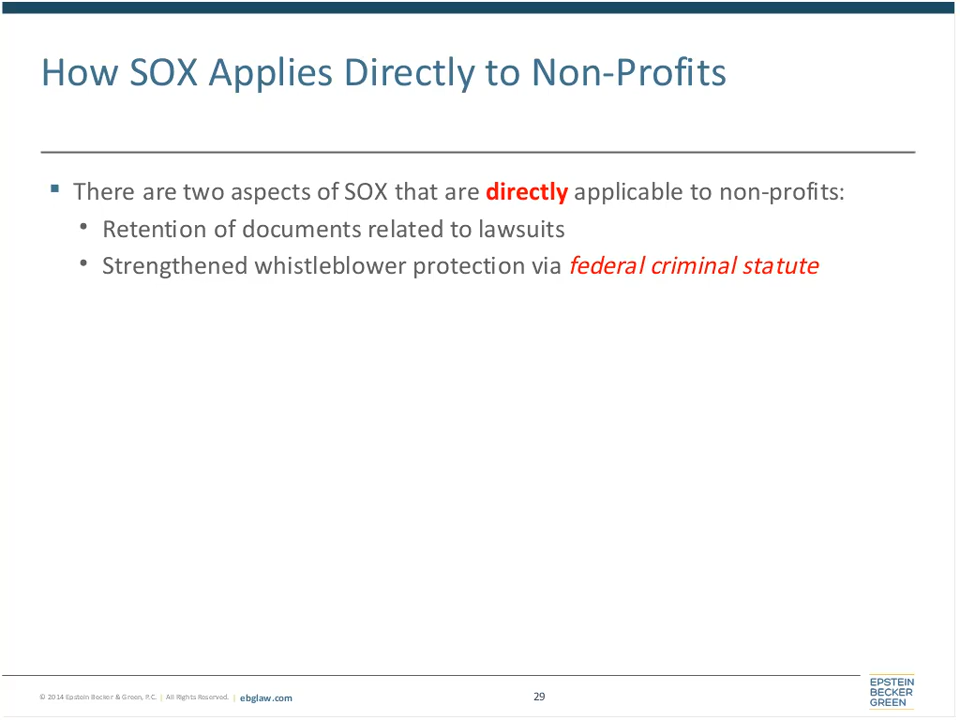 How SOX Applies Directly to Non-Profits
▪ There are two aspects of SOX that are directly applicable to non-profits:
• Retention of documents related to lawsuits
• Strengthened whistleblower protection via federal criminal statute
© 2014 Epstein Becker & Green, P.C. | All Rights Reserved. | ebglaw.com
29
EPSTEIN
BECKER
GREEN